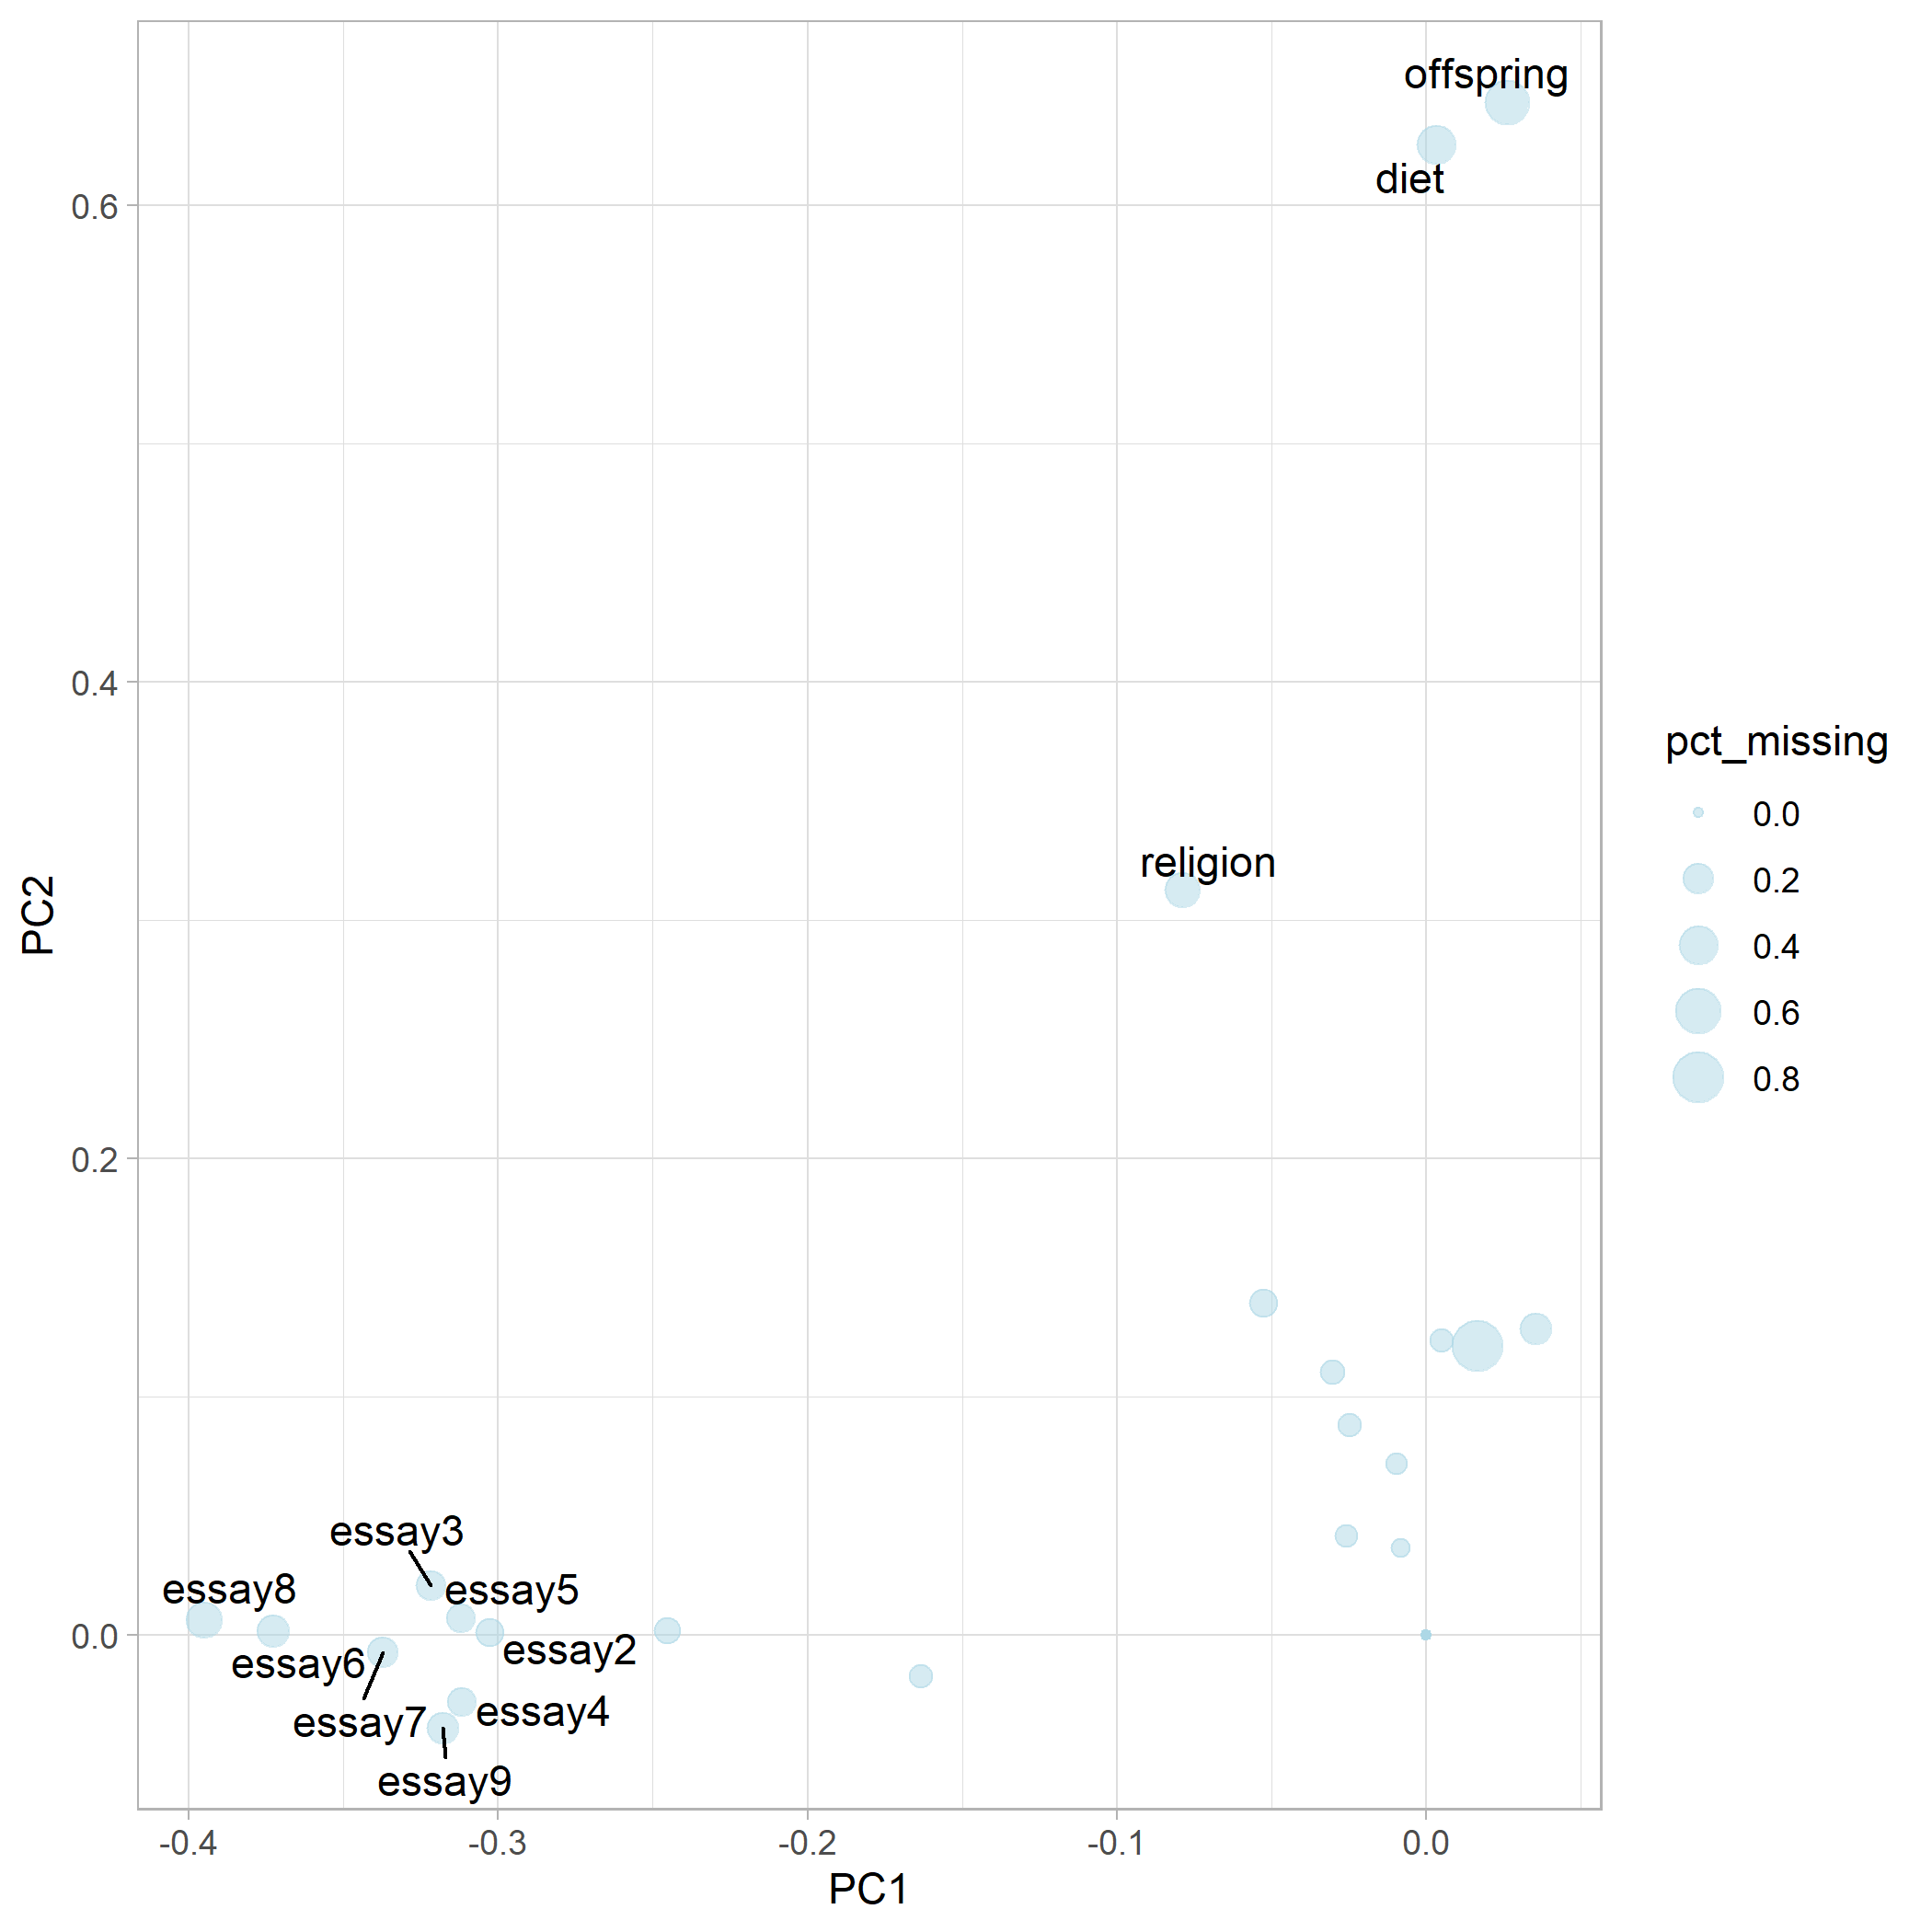 offspring
diet
0.6
0.4
pct_missing
0.0
religion
0.2
PC2
0.4
0.6
0.8
0.2
essay3
essay8
essay5
0.0
essay6
essay2
essay7
essay4
essay9
-0.4
-0.3
-0.2
-0.1
0.0
PC1